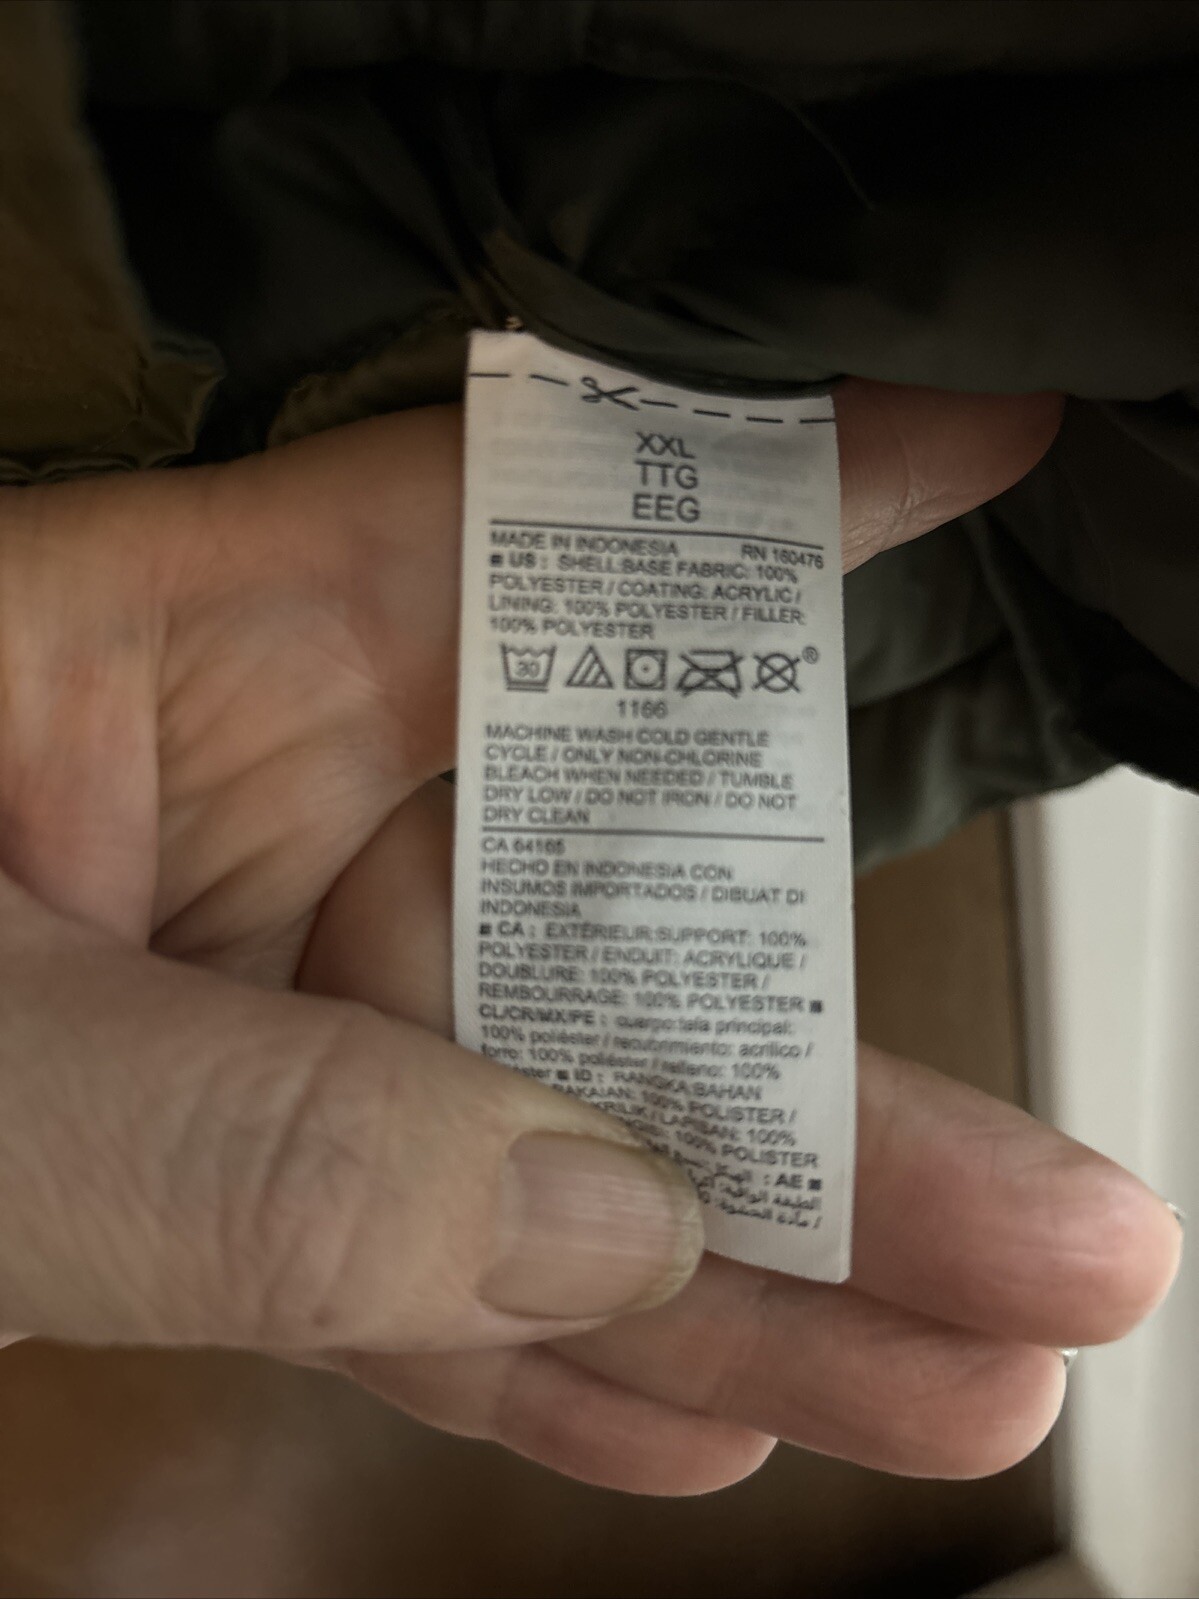 XXL
TTG
EEG
MADE IN INDONESIA RN 160476
■ US : SHELL:BASE FABRIC: 100%
POLYESTER / COATING: ACRYLIC /
LINING: 100% POLYESTER / FILLER:
100% POLYESTER
30 ®
1166
MACHINE WASH COLD GENTLE
CYCLE / ONLY NON-CHLORINE
BLEACH WHEN NEEDED / TUMBLE
DRY LOW / DO NOT IRON / DO NOT
DRY CLEAN
CA 64165
HECHO EN INDONESIA CON
INSUMOS IMPORTADOS / DIBUAT DI
INDONESIA
■ CA : EXTÉRIEUR:SUPPORT: 100%
POLYESTER / ENDUIT: ACRYLIQUE /
DOUBLURE: 100% POLYESTER /
REMBOURRAGE: 100% POLYESTER ■
CL/CR/MX/PE : cuerpo:tela principal:
100% poliéster / recubrimiento: acrílico /
forro: 100% poliéster / relleno: 100%
■ ID : RANGKA:BAHAN
100% POLISTER /
100%
100% POLISTER
■ AE :